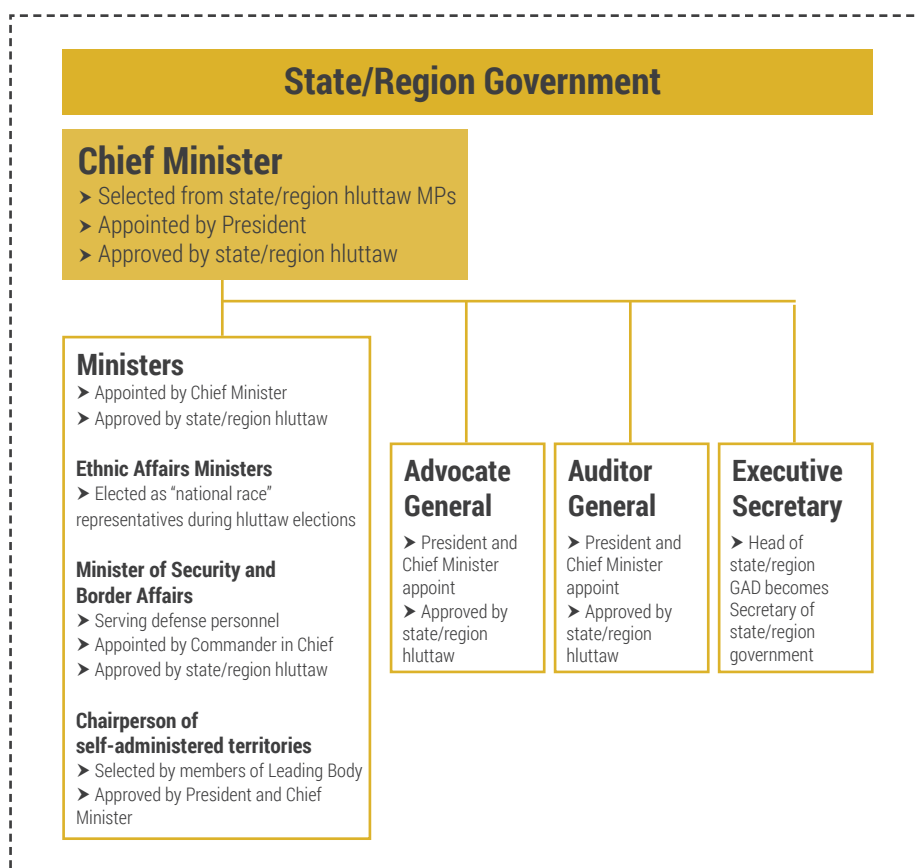 State/Region Government
Chief Minister
➤ Selected from state/region hluttaw MPs
➤ Appointed by President
➤ Approved by state/region hluttaw
Ministers
➤ Appointed by Chief Minister
➤ Approved by state/region hluttaw
Ethnic Affairs Ministers
➤ Elected as “national race”
representatives during hluttaw elections
Minister of Security and
Border Affairs
➤ Serving defense personnel
➤ Appointed by Commander in Chief
➤ Approved by state/region hluttaw
Chairperson of
self-administered territories
➤ Selected by members of Leading Body
➤ Approved by President and Chief
Minister
Advocate
General
➤ President and
Chief Minister
appoint
➤ Approved by
state/region
hluttaw
Auditor
General
➤ President and
Chief Minister
appoint
➤ Approved by
state/region
hluttaw
Executive
Secretary
➤ Head of
state/region
GAD becomes
Secretary of
state/region
government